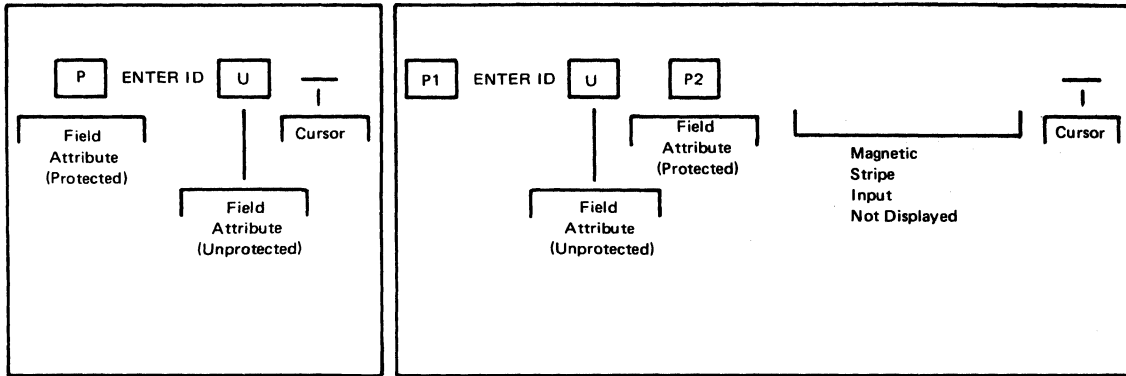 P ENTER ID U
Field
Attribute
(Protected)
Cursor
Field
Attribute
(Unprotected)
P1 ENTER ID U P2
Field
Attribute
(Protected)
Magnetic
Stripe
Input
Not Displayed
Cursor
Field
Attribute
(Unprotected)